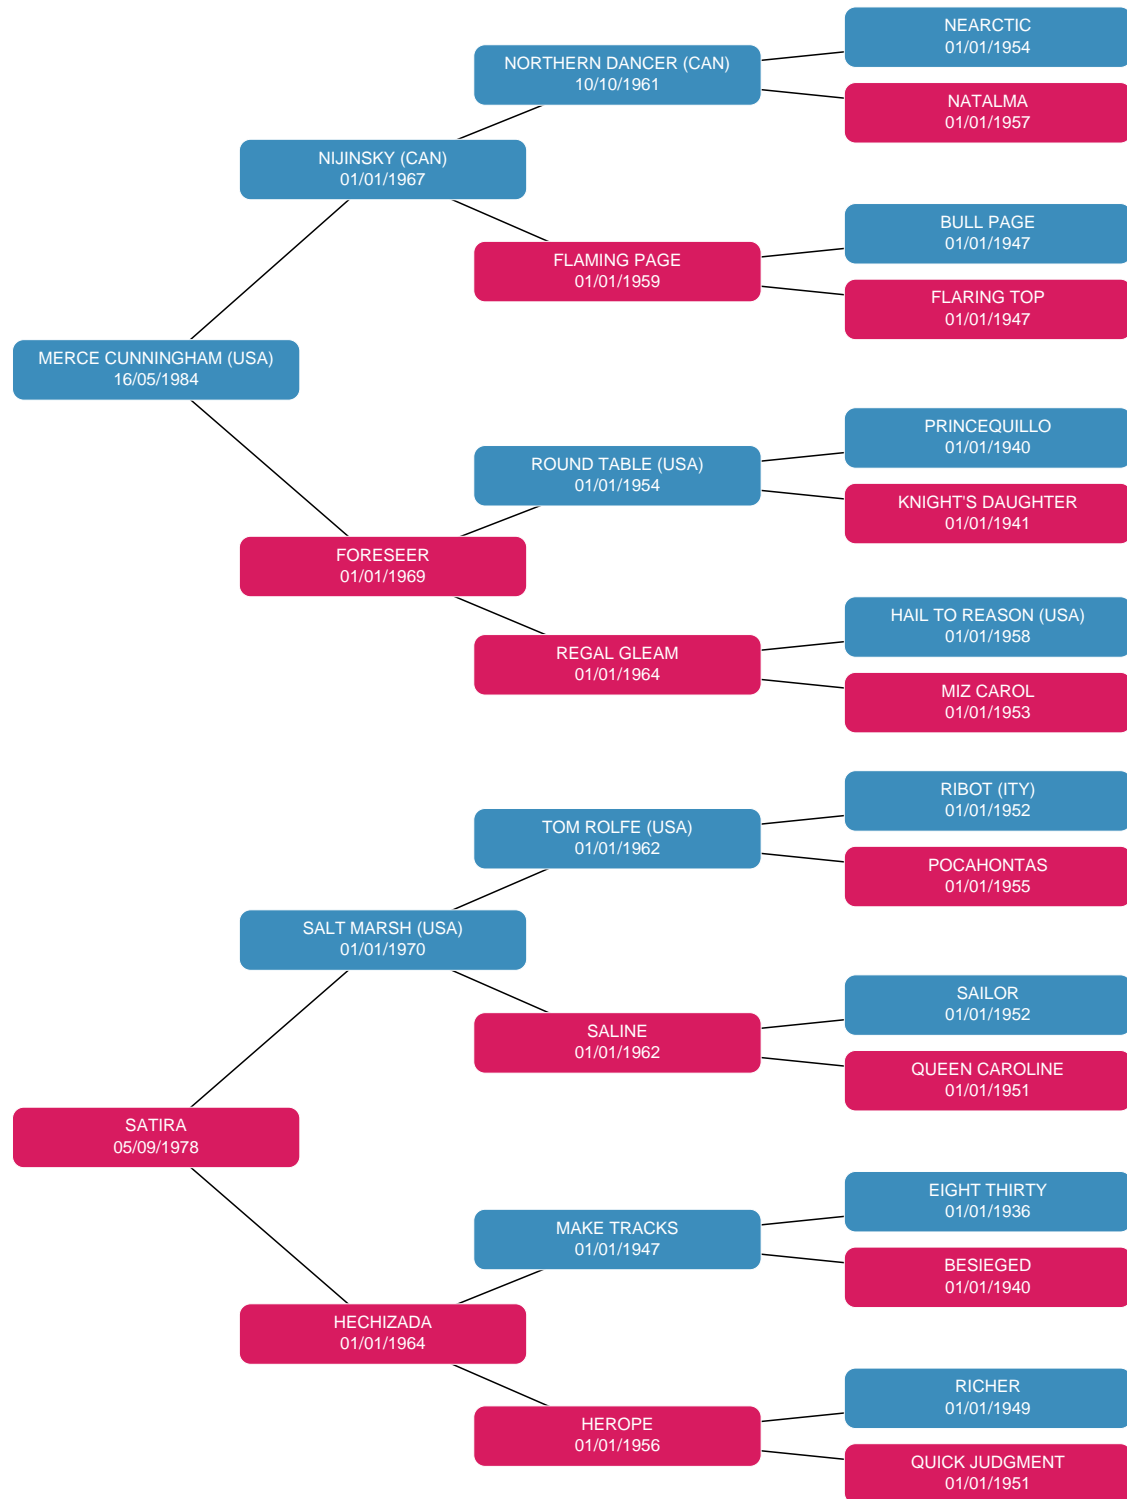 NEARCTIC
01/01/1954
NORTHERN DANCER (CAN)
10/10/1961
NATALMA
01/01/1957
NIJINSKY (CAN)
01/01/1967
BULL PAGE
01/01/1947
FLAMING PAGE
01/01/1959
FLARING TOP
01/01/1947
MERCE CUNNINGHAM (USA)
16/05/1984
PRINCEQUILLO
01/01/1940
ROUND TABLE (USA)
01/01/1954
KNIGHT'S DAUGHTER
01/01/1941
FORESEER
01/01/1969
HAIL TO REASON (USA)
01/01/1958
REGAL GLEAM
01/01/1964
MIZ CAROL
01/01/1953
RIBOT (ITY)
01/01/1952
TOM ROLFE (USA)
01/01/1962
POCAHONTAS
01/01/1955
SALT MARSH (USA)
01/01/1970
SAILOR
01/01/1952
SALINE
01/01/1962
QUEEN CAROLINE
01/01/1951
SATIRA
05/09/1978
EIGHT THIRTY
01/01/1936
MAKE TRACKS
01/01/1947
BESIEGED
01/01/1940
HECHIZADA
01/01/1964
RICHER
01/01/1949
HEROPE
01/01/1956
QUICK JUDGMENT
01/01/1951